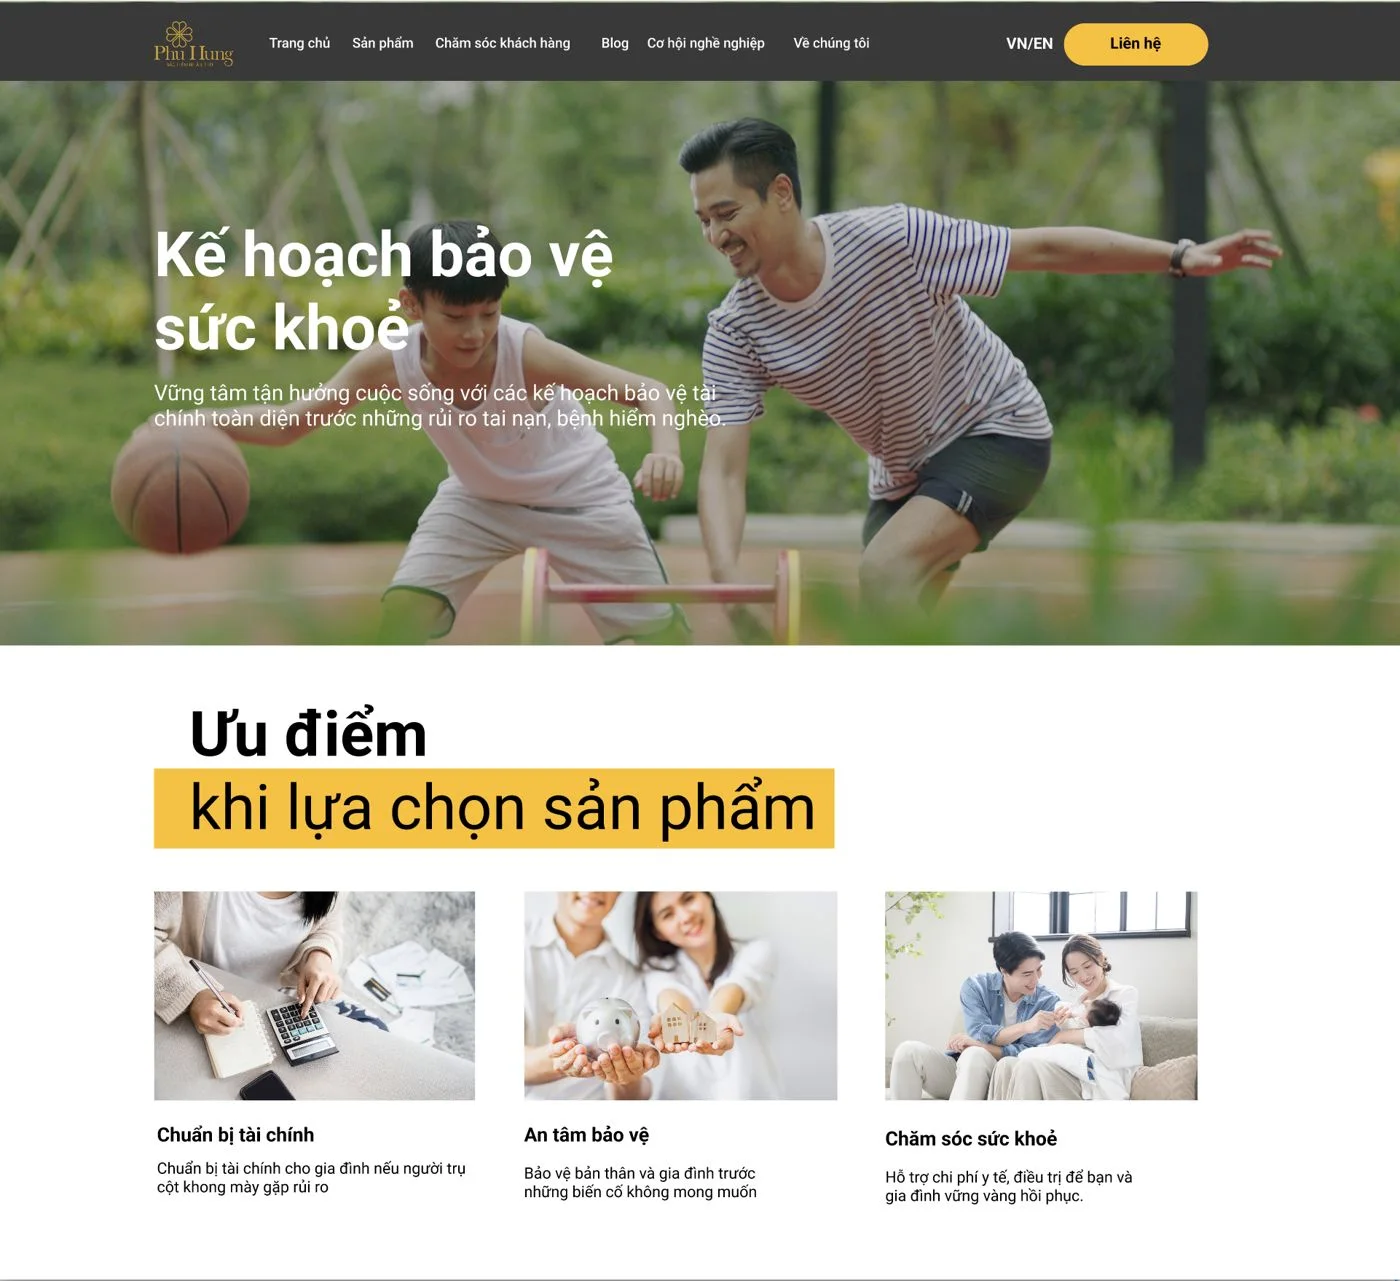 Phú Hưng
Trang chủ
Sản phẩm
Chăm sóc khách hàng
Blog
Cơ hội nghề nghiệp
Về chúng tôi
VN/EN
Liên hệ
Kế hoạch bảo vệ
sức khoẻ
Vững tâm tận hưởng cuộc sống với các kế hoạch bảo vệ tài
chính toàn diện trước những rủi ro tai nạn, bệnh hiểm nghèo.
Ưu điểm
khi lựa chọn sản phẩm
Chuẩn bị tài chính
Chuẩn bị tài chính cho gia đình nếu người trụ
cột khong mày gặp rủi ro
An tâm bảo vệ
Bảo vệ bản thân và gia đình trước
những biến cố không mong muốn
Chăm sóc sức khoẻ
Hỗ trợ chi phí y tế, điều trị để bạn và
gia đình vững vàng hồi phục.